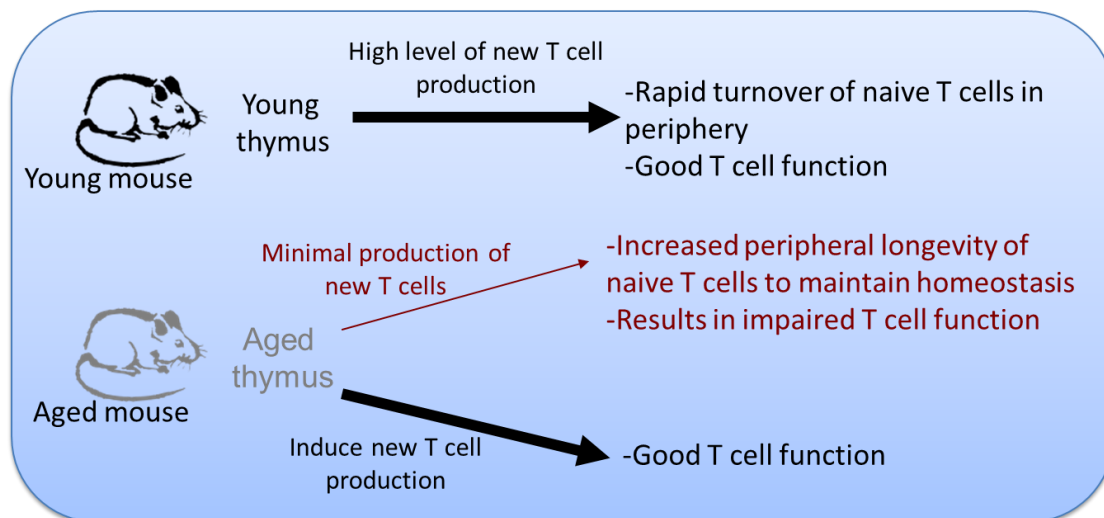 High level of new T cell
production
Young
thymus
-Rapid turnover of naive T cells in
periphery
-Good T cell function
Young mouse
Minimal production of
new T cells
-Increased peripheral longevity of
naive T cells to maintain homeostasis
-Results in impaired T cell function
Aged
thymus
Aged mouse
Induce new T cell
production
-Good T cell function